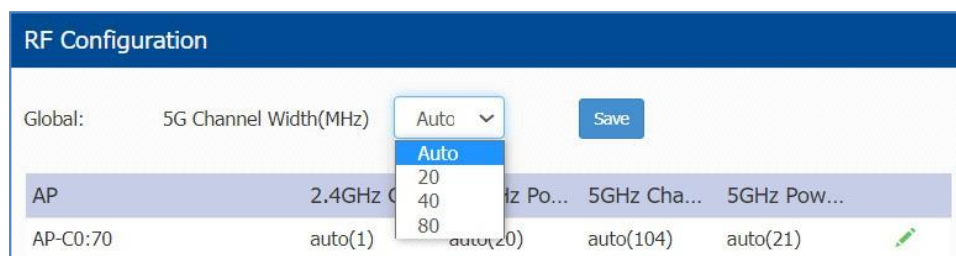 RF Configuration
Global: 5G Channel Width(MHz) Auto Save
Auto
20
40
80
AP 2.4GHz Po... 5GHz Cha... 5GHz Pow...
AP-C0:70 auto(1) auto(20) auto(104) auto(21)